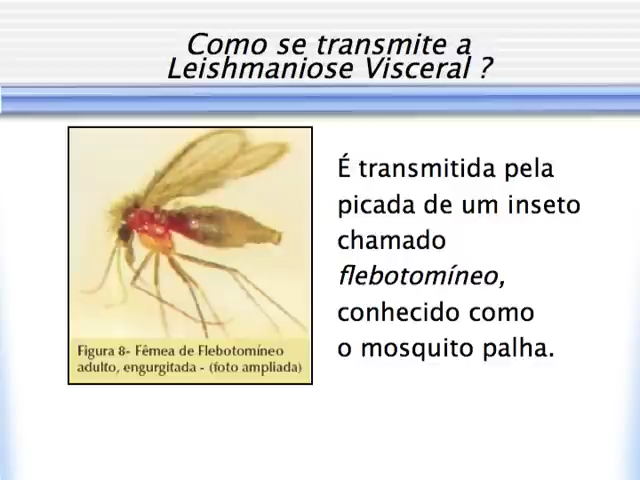 Como se transmite a
Leishmaniose Visceral ?
É transmitida pela
picada de um inseto
chamado
flebotomíneo,
conhecido como
o mosquito palha.
Figura 8- Fêmea de Flebotomíneo
adulto, engurgitada - (foto ampliada)